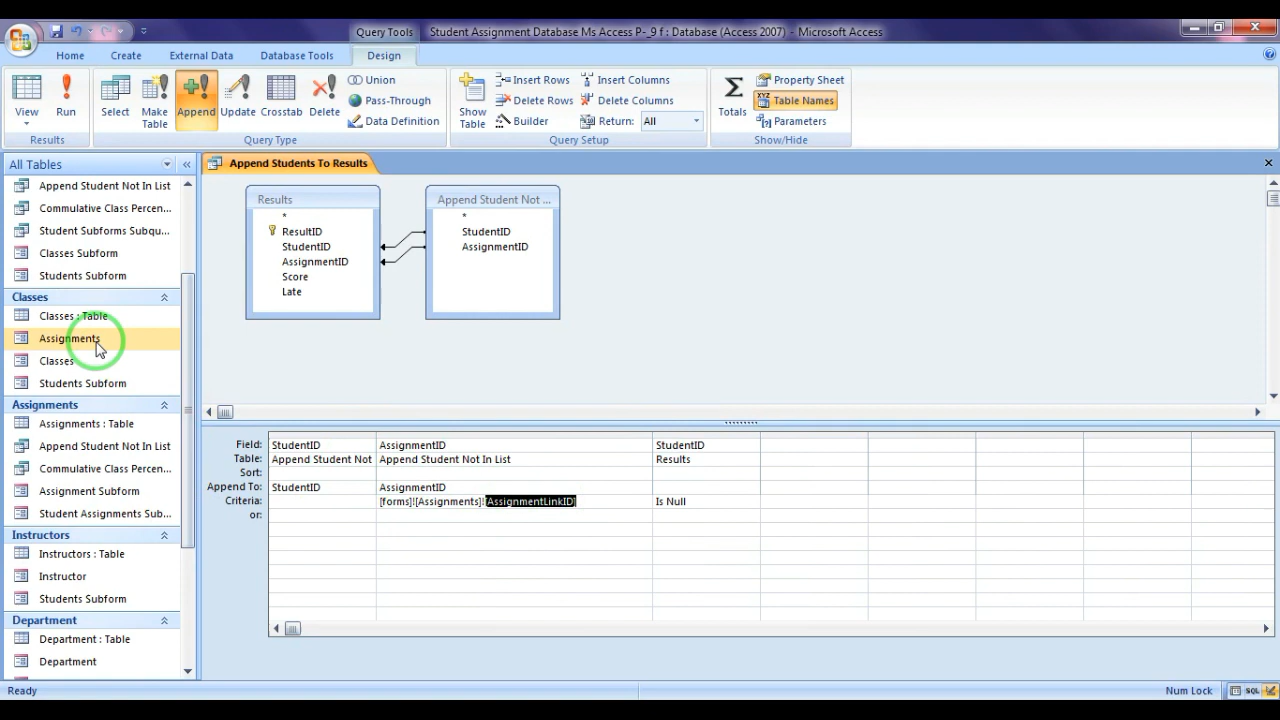 Query Tools
Student Assignment Database Ms Access P-_9 f : Database (Access 2007) - Microsoft Access
Home Create External Data Database Tools Design
View Run
Select Make Table Append Update Crosstab Delete
Union
Pass-Through
Data Definition
Show Table
Insert Rows
Delete Rows
Builder
Insert Columns
Delete Columns
Return: All
Totals
Property Sheet
Table Names
Parameters
Results Query Type Query Setup Show/Hide
All Tables
Append Student Not In List
Commulative Class Percen...
Student Subforms Subqu...
Classes Subform
Students Subform
Classes
Classes : Table
Assignments
Classes
Students Subform
Assignments
Assignments : Table
Append Student Not In List
Commulative Class Percen...
Assignment Subform
Student Assignments Sub...
Instructors
Instructors : Table
Instructor
Students Subform
Department
Department : Table
Department
Append Students To Results
Results
*
ResultID
StudentID
AssignmentID
Score
Late
Append Student Not ...
*
StudentID
AssignmentID
Field: StudentID AssignmentID StudentID
Table: Append Student Not Append Student Not In List Results
Sort:
Append To: StudentID AssignmentID
Criteria: [forms]![Assignments]![AssignmentLinkID] Is Null
or:
Ready Num Lock SQL